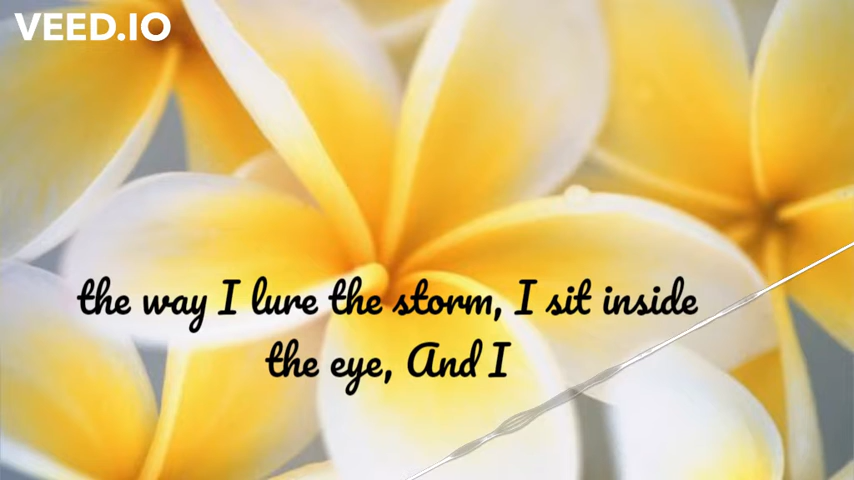 VEED.IO
the way I lure the storm, I sit inside
the eye, And I